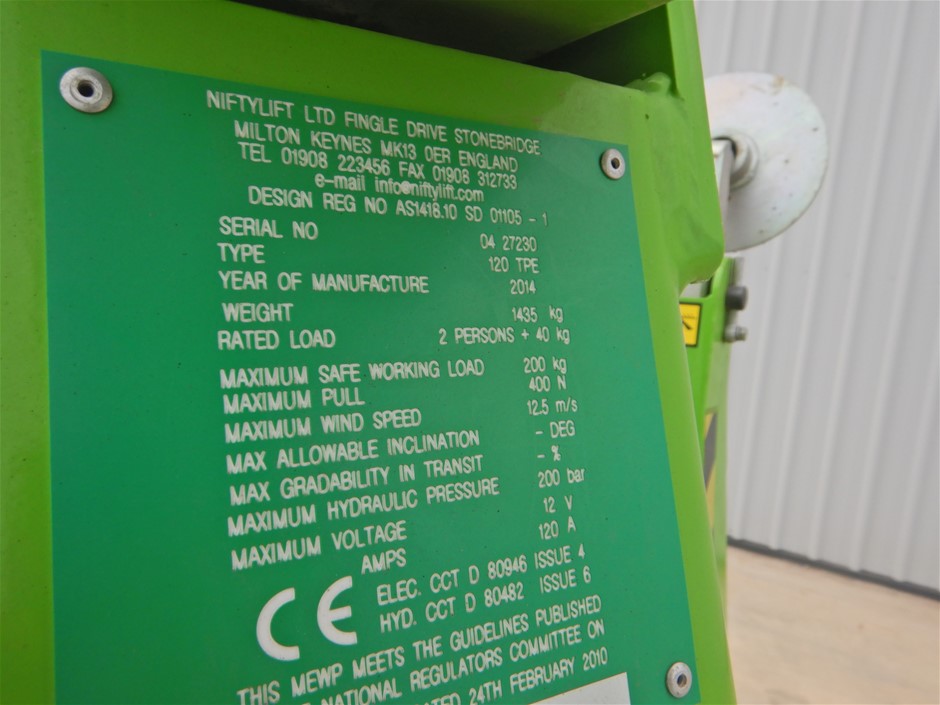 NIFTYLIFT LTD FINGLE DRIVE STONEBRIDGE
MILTON KEYNES MK13 0ER ENGLAND
TEL 01908 223456 FAX 01908 312733
e-mail info@niftylift.com
DESIGN REG NO AS1418.10 SD 01105 - 1
SERIAL NO 04 27230
TYPE 120 TPE
YEAR OF MANUFACTURE 2014
WEIGHT 1435 kg
RATED LOAD 2 PERSONS + 40 kg
MAXIMUM SAFE WORKING LOAD 200 kg
MAXIMUM PULL 400 N
MAXIMUM WIND SPEED 12.5 m/s
MAX ALLOWABLE INCLINATION - DEG
MAX GRADABILITY IN TRANSIT - %
MAXIMUM HYDRAULIC PRESSURE 200 bar
MAXIMUM VOLTAGE 12 V
AMPS 120 A
CE ELEC. CCT D 80946 ISSUE 4
HYD. CCT D 80482 ISSUE 6
THIS MEWP MEETS THE GUIDELINES PUBLISHED
NATIONAL REGULATORS COMMITTEE ON
24TH FEBRUARY 2010